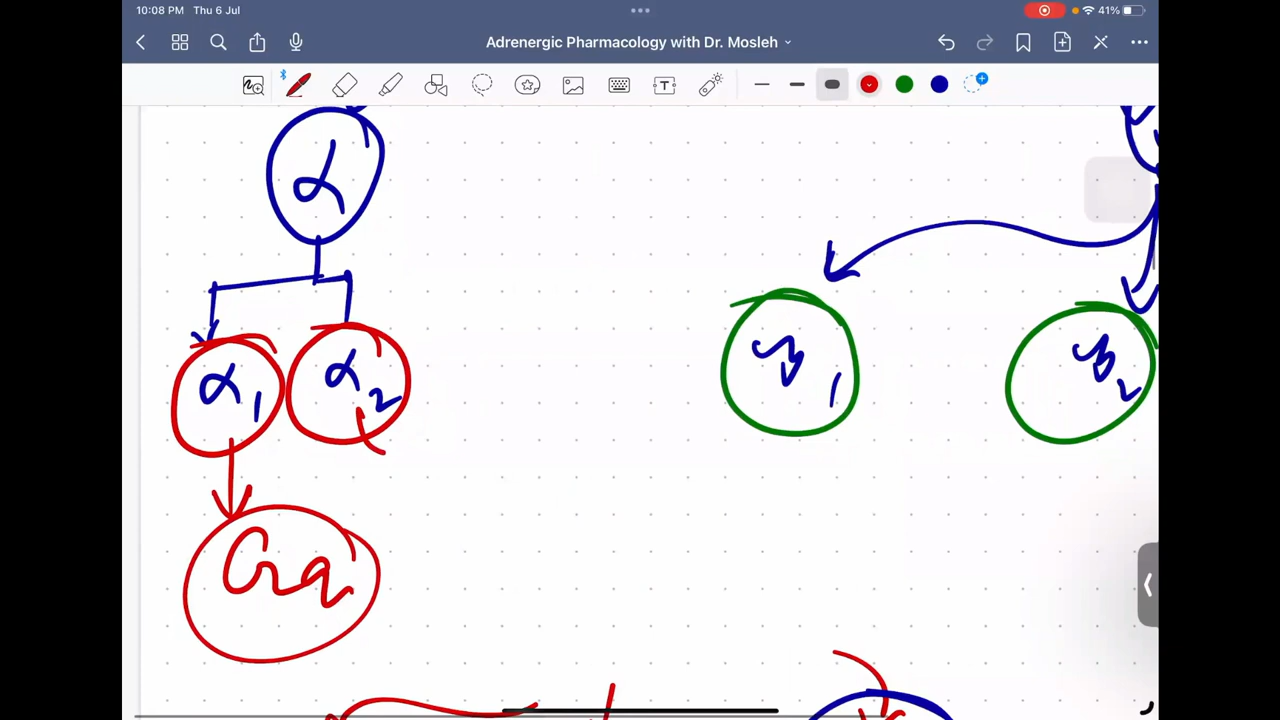 10:08 PM Thu 6 Jul
41%
Adrenergic Pharmacology with Dr. Mosleh
α
α1 α2
β1 β2
Gq